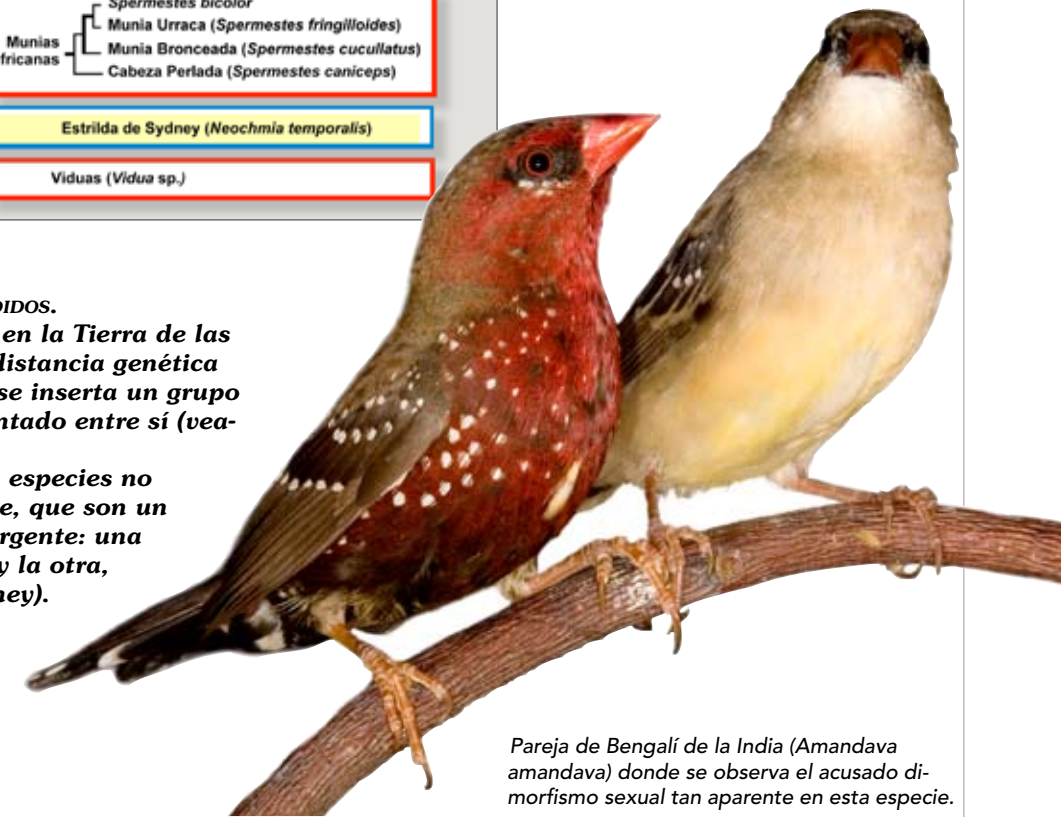 Spermestes bicolor
Munia Urraca (Spermestes fringilloides)
Munias
fricanas
Munia Bronceada (Spermestes cucullatus)
Cabeza Perlada (Spermestes caniceps)
Estrilda de Sydney (Neochmia temporalis)
Viduas (Vidua sp.)
DIDOS.
en la Tierra de las
distancia genética
se inserta un grupo
ntado entre sí (vea-
especies no
e, que son un
rgente: una
y la otra,
ney).
Pareja de Bengalí de la India (Amandava
amandava) donde se observa el acusado di-
morfismo sexual tan aparente en esta especie.